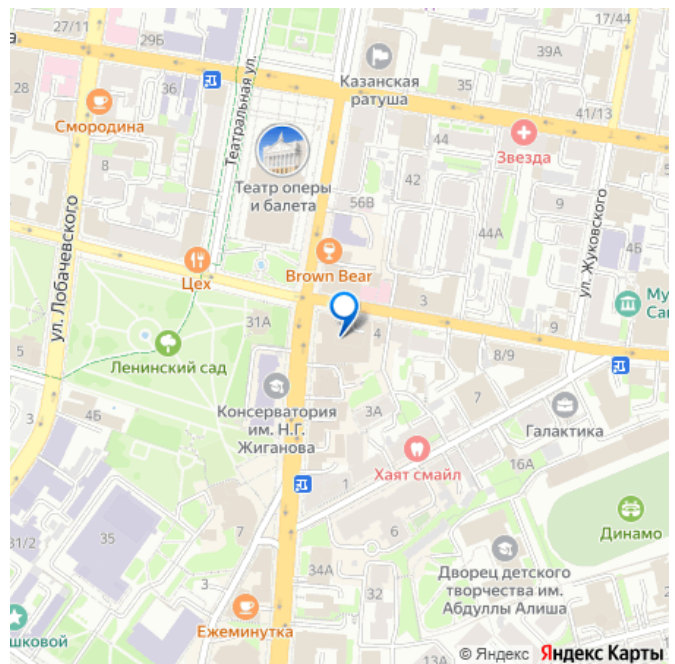 27/11
29Б
17/44
а
39А
Казанская
ратуша
28
36
35
Смородина
Театральная ул.
41/13
44
Звезда
8
42
Театр оперы
и балета
56В
9
ул. Жуковского
44А
4Б
ул. Лобачевского
Brown Bear
Цех
Му
Са
3
31А
4
9
5
Ленинский сад
8/9
Консерватория
им. Н.Г.
Жиганова
7
3А
Галактика
3
4Б
Хаят смайл
16А
1
31/2
35
7
6
Динамо
3
34А
32
Дворец детского
творчества им.
Абдуллы Алиша
Ежеминутка
шковой
33А
© Яндекс Яндекс Карты